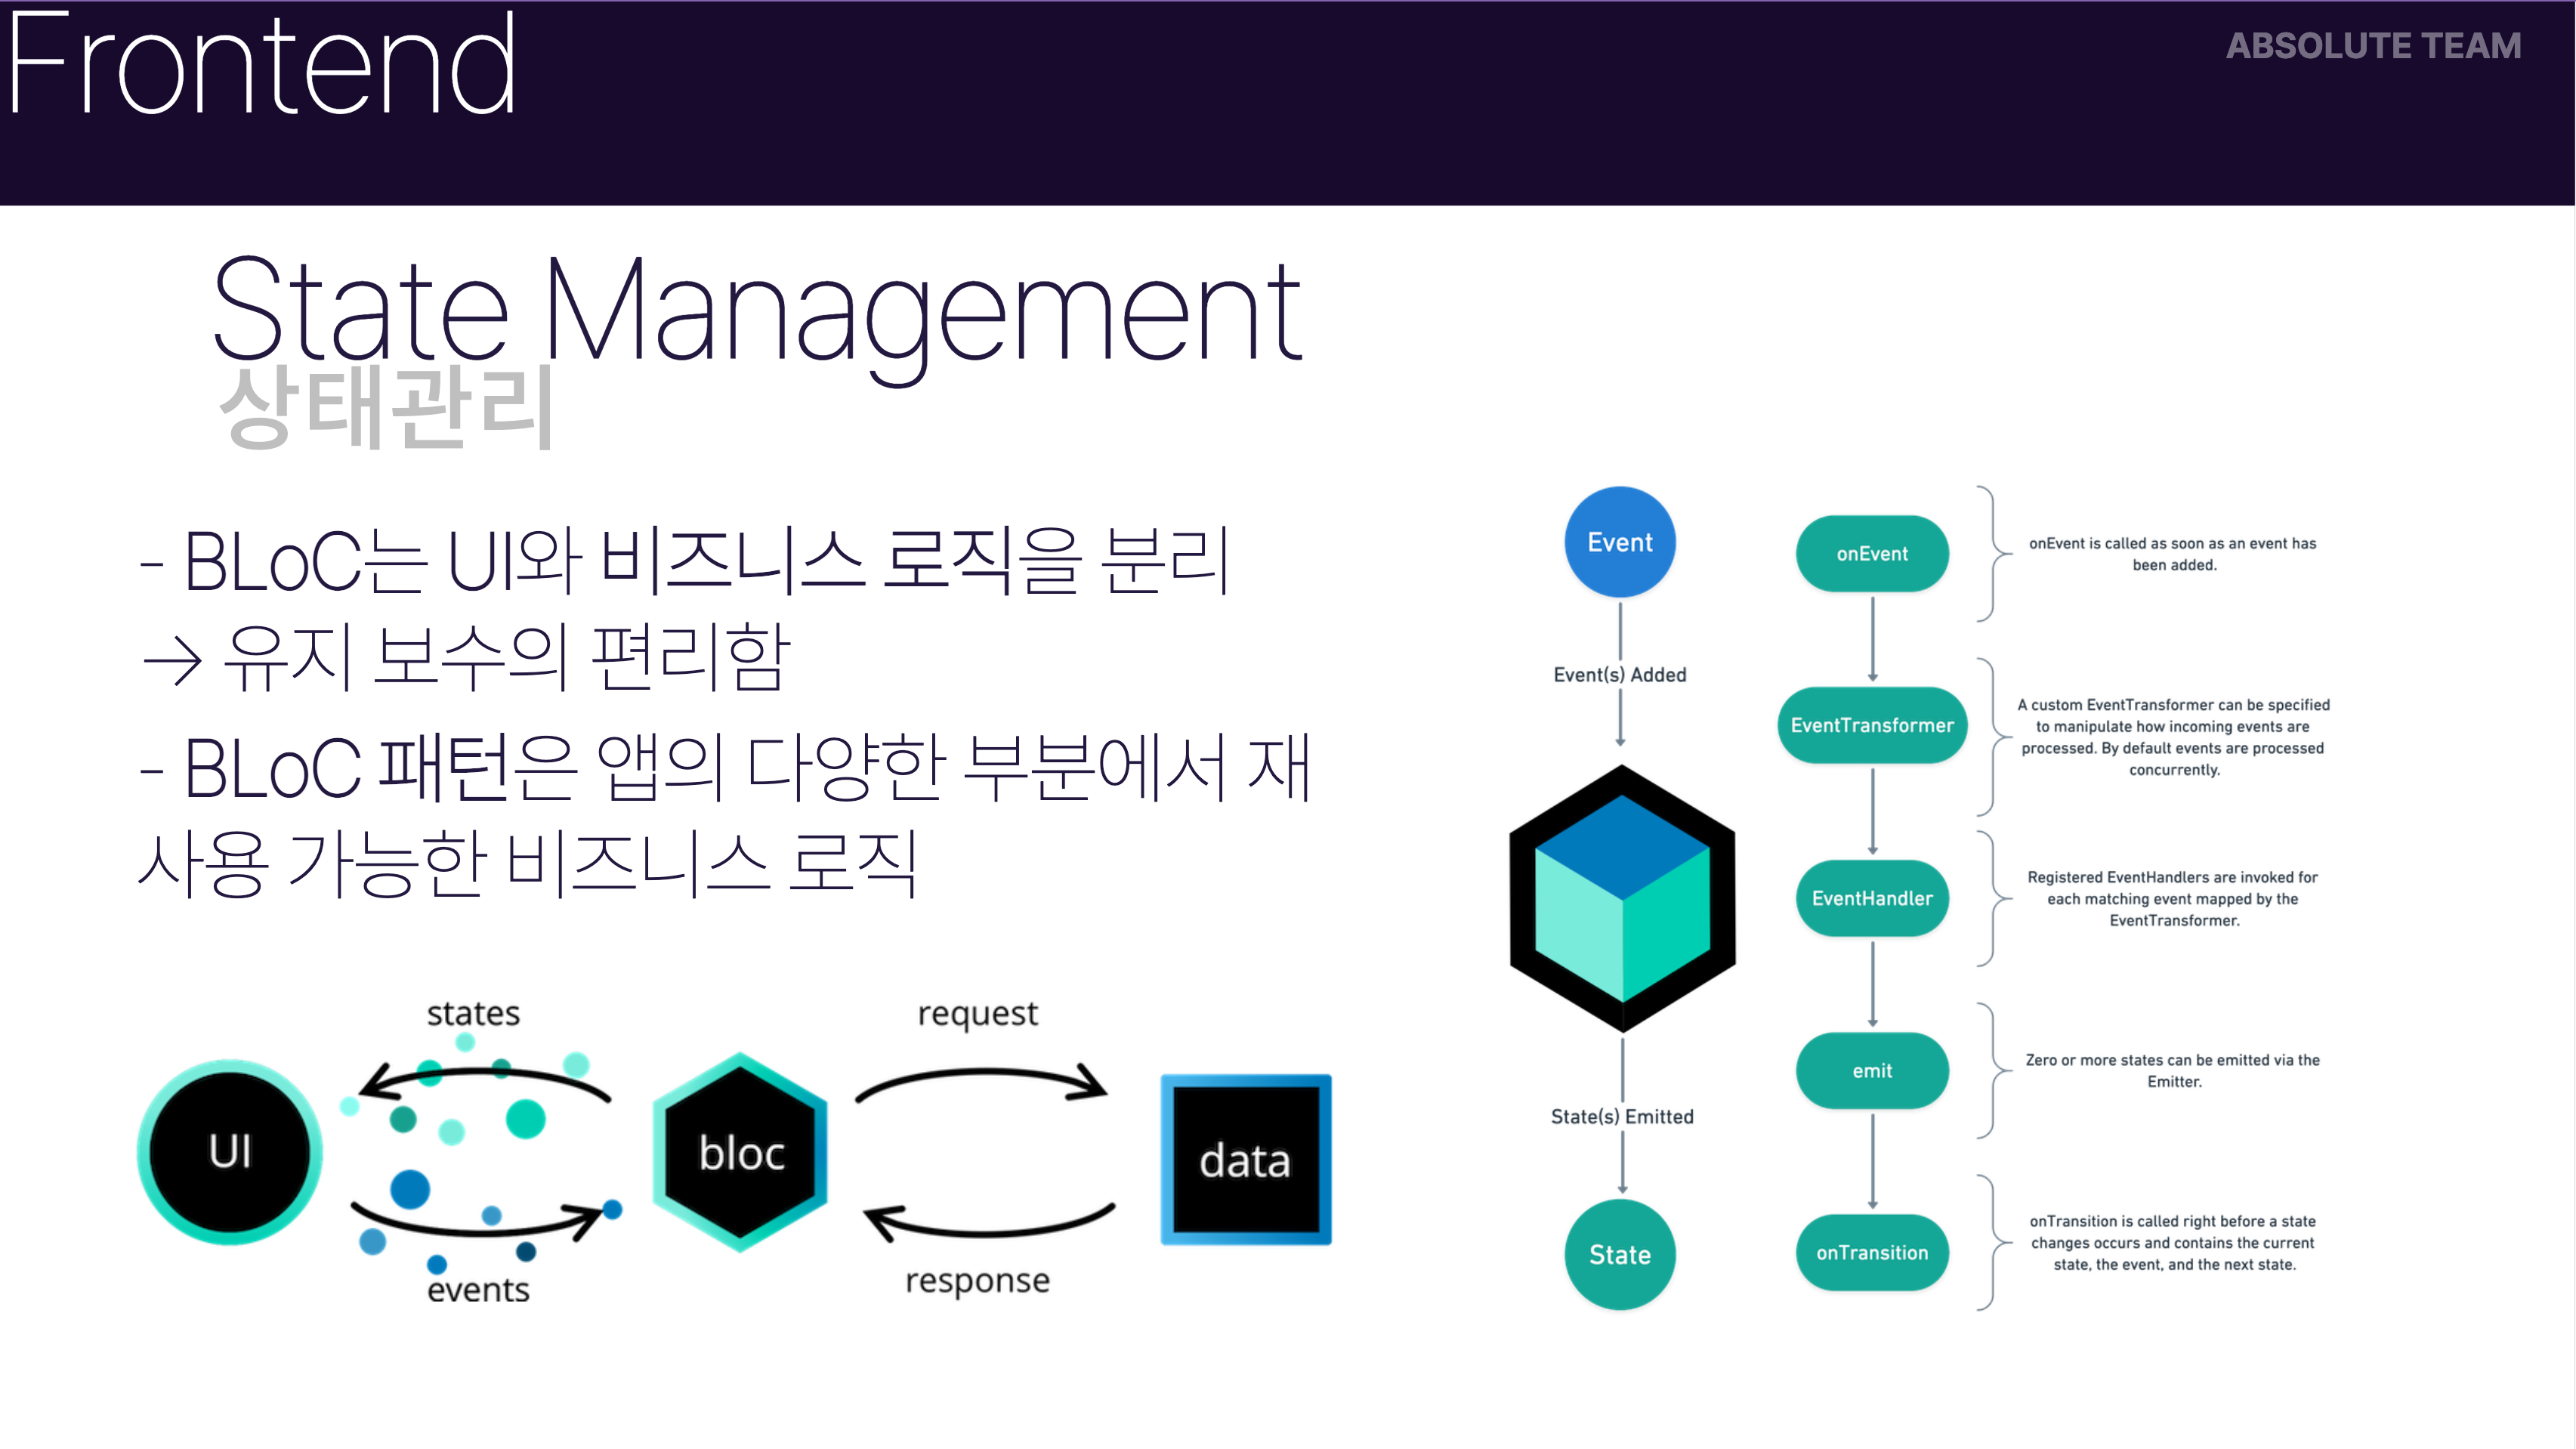 Frontend
ABSOLUTE TEAM
State Management
상태관리
- BLoC는 UI와 비즈니스 로직을 분리
→ 유지 보수의 편리함
- BLoC 패턴은 앱의 다양한 부분에서 재
사용 가능한 비즈니스 로직
states
request
UI
bloc
data
events
response
Event
Event(s) Added
State(s) Emitted
State
onEvent
onEvent is called as soon as an event has
been added.
EventTransformer
A custom EventTransformer can be specified
to manipulate how incoming events are
processed. By default events are processed
concurrently.
EventHandler
Registered EventHandlers are invoked for
each matching event mapped by the
EventTransformer.
emit
Zero or more states can be emitted via the
Emitter.
onTransition
onTransition is called right before a state
changes occurs and contains the current
state, the event, and the next state.